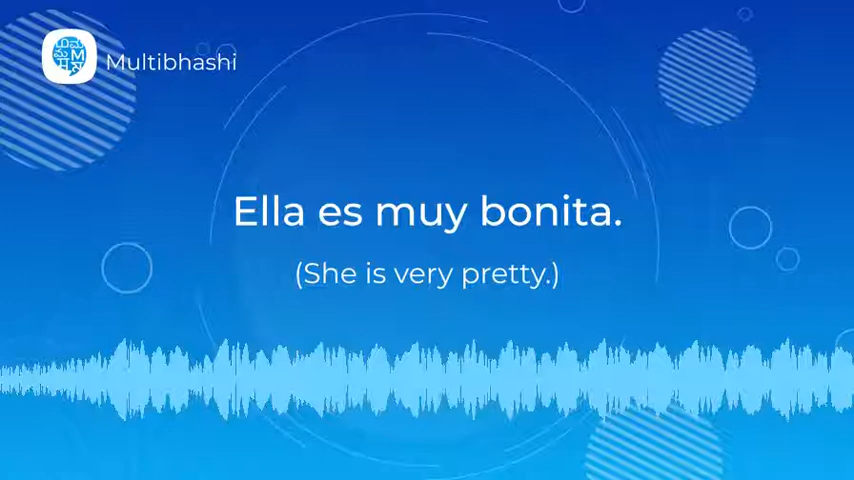 Multibhashi
Ella es muy bonita.
(She is very pretty.)